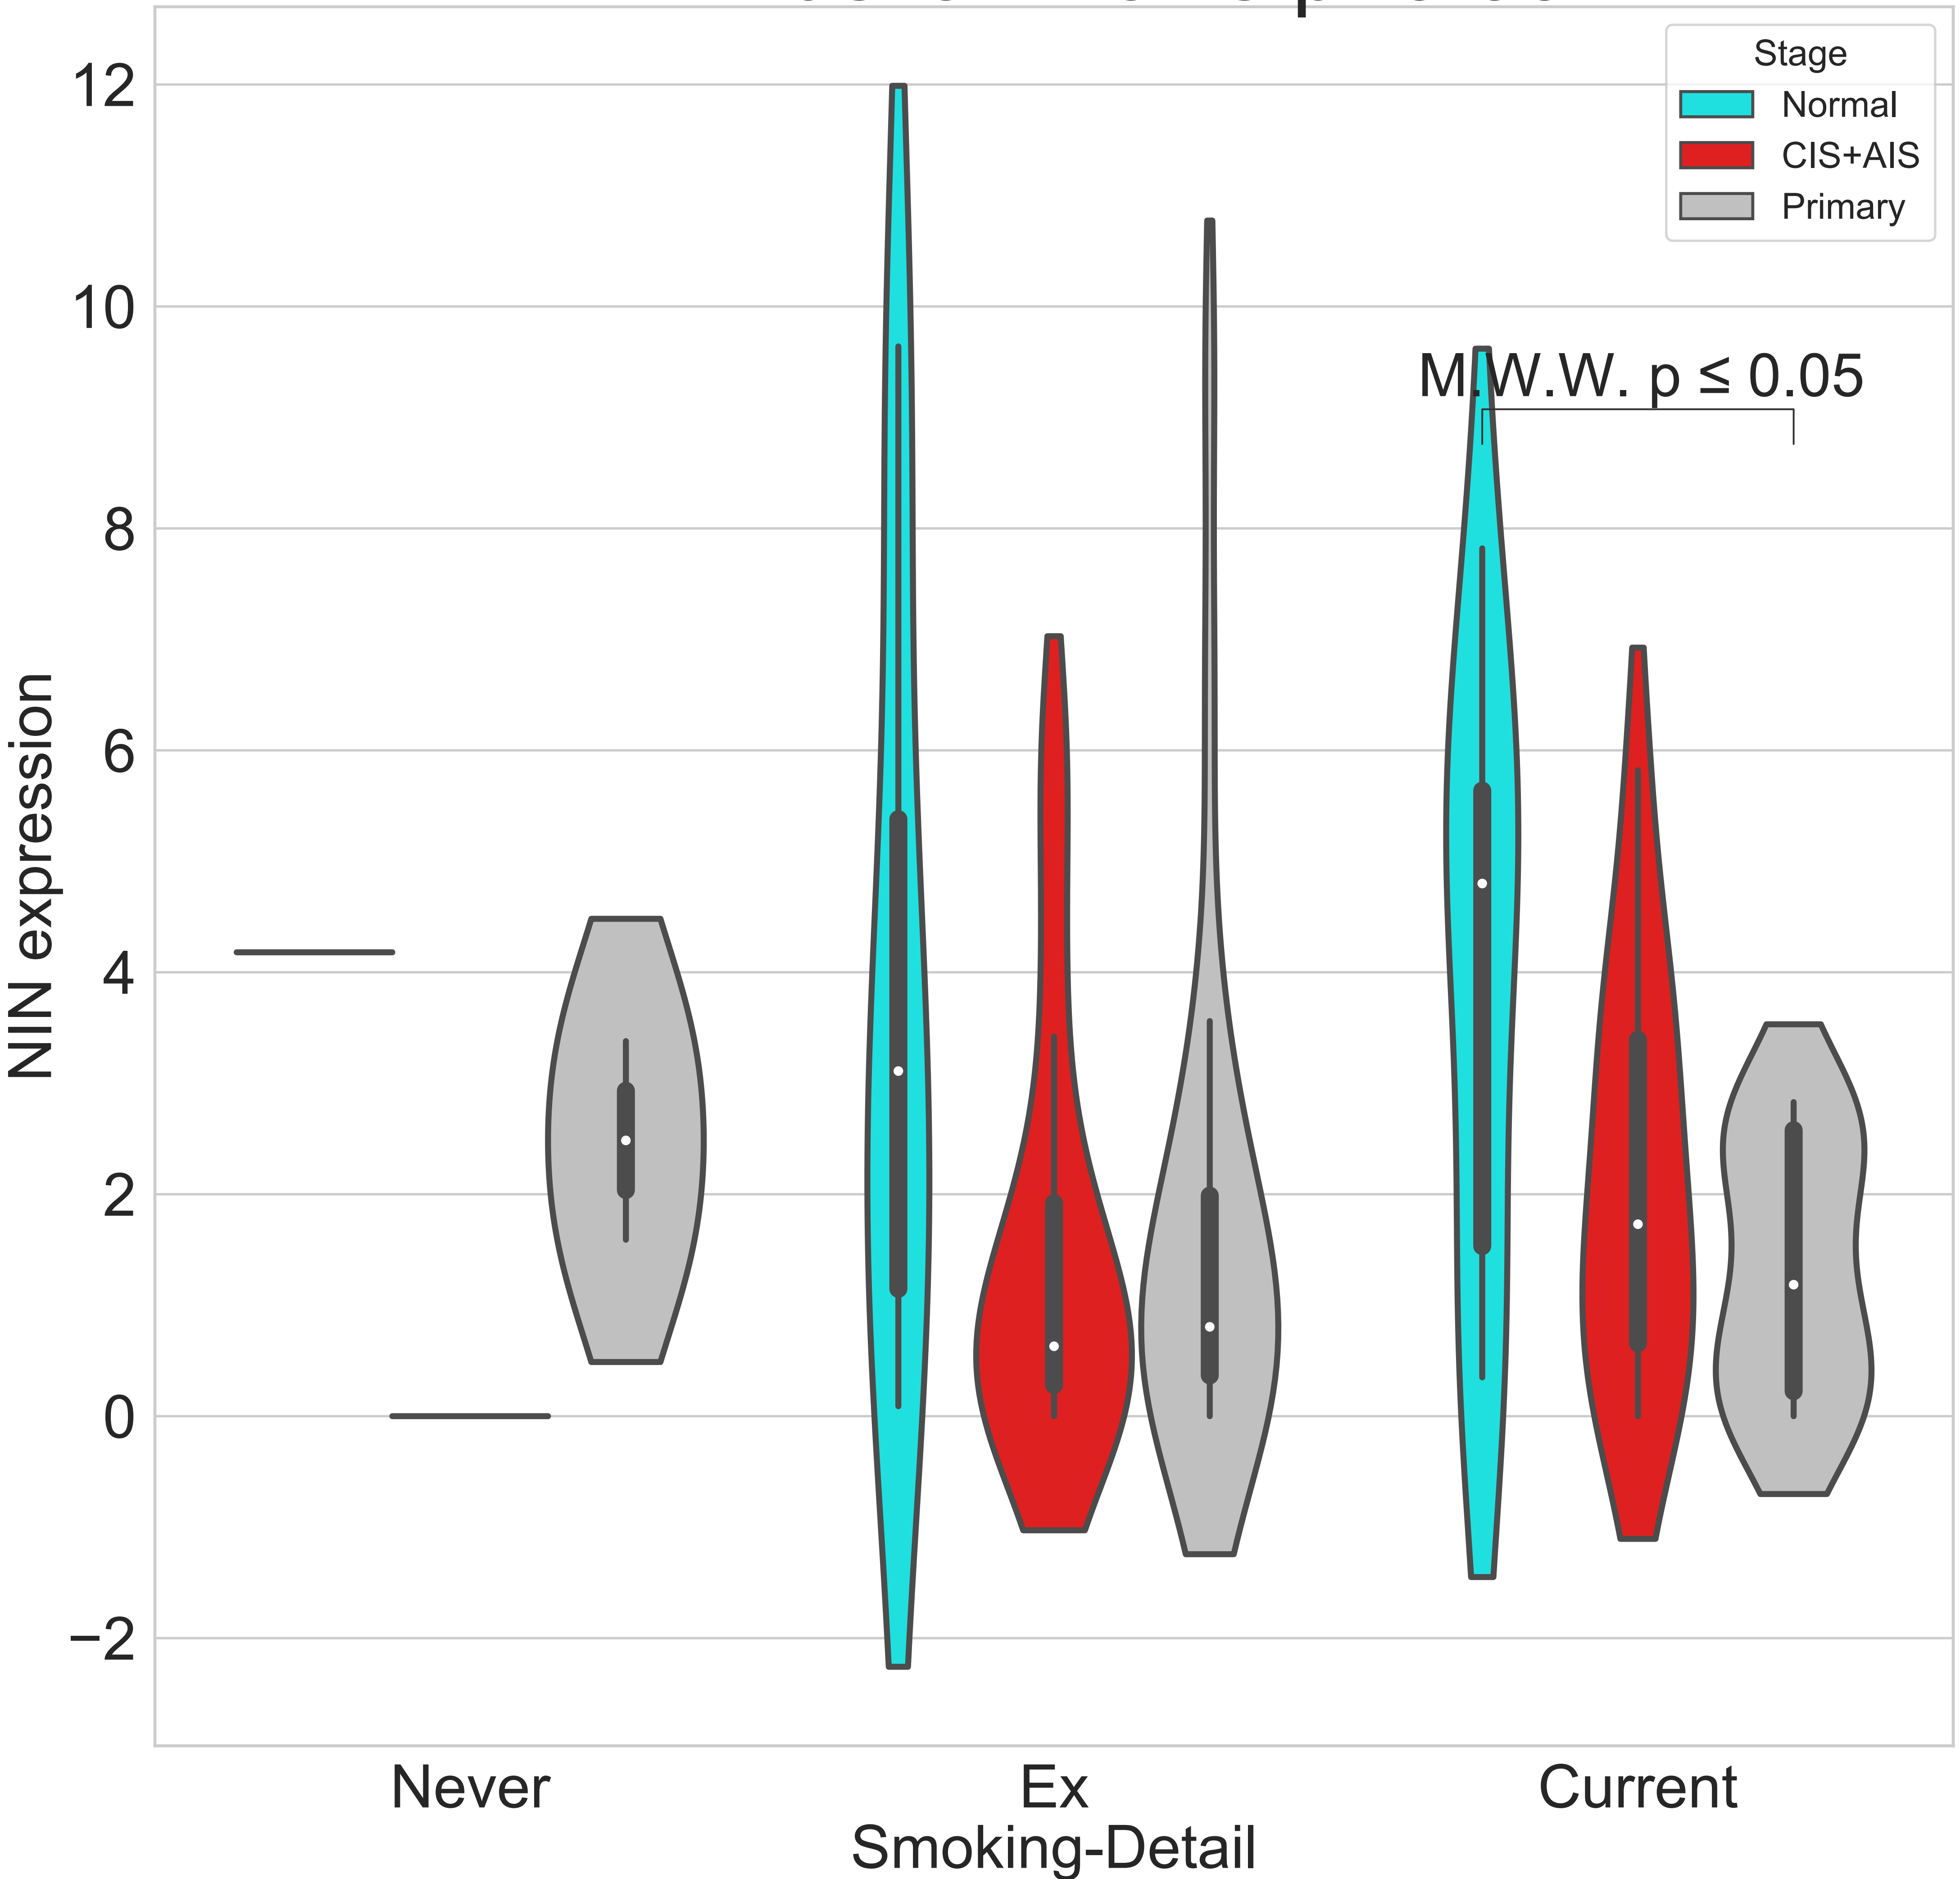 Stage
Normal
CIS+AIS
Primary
12
10
8
6
4
2
0
−2
NIN expression
M.W.W. p ≤ 0.05
Never
Ex
Current
Smoking-Detail